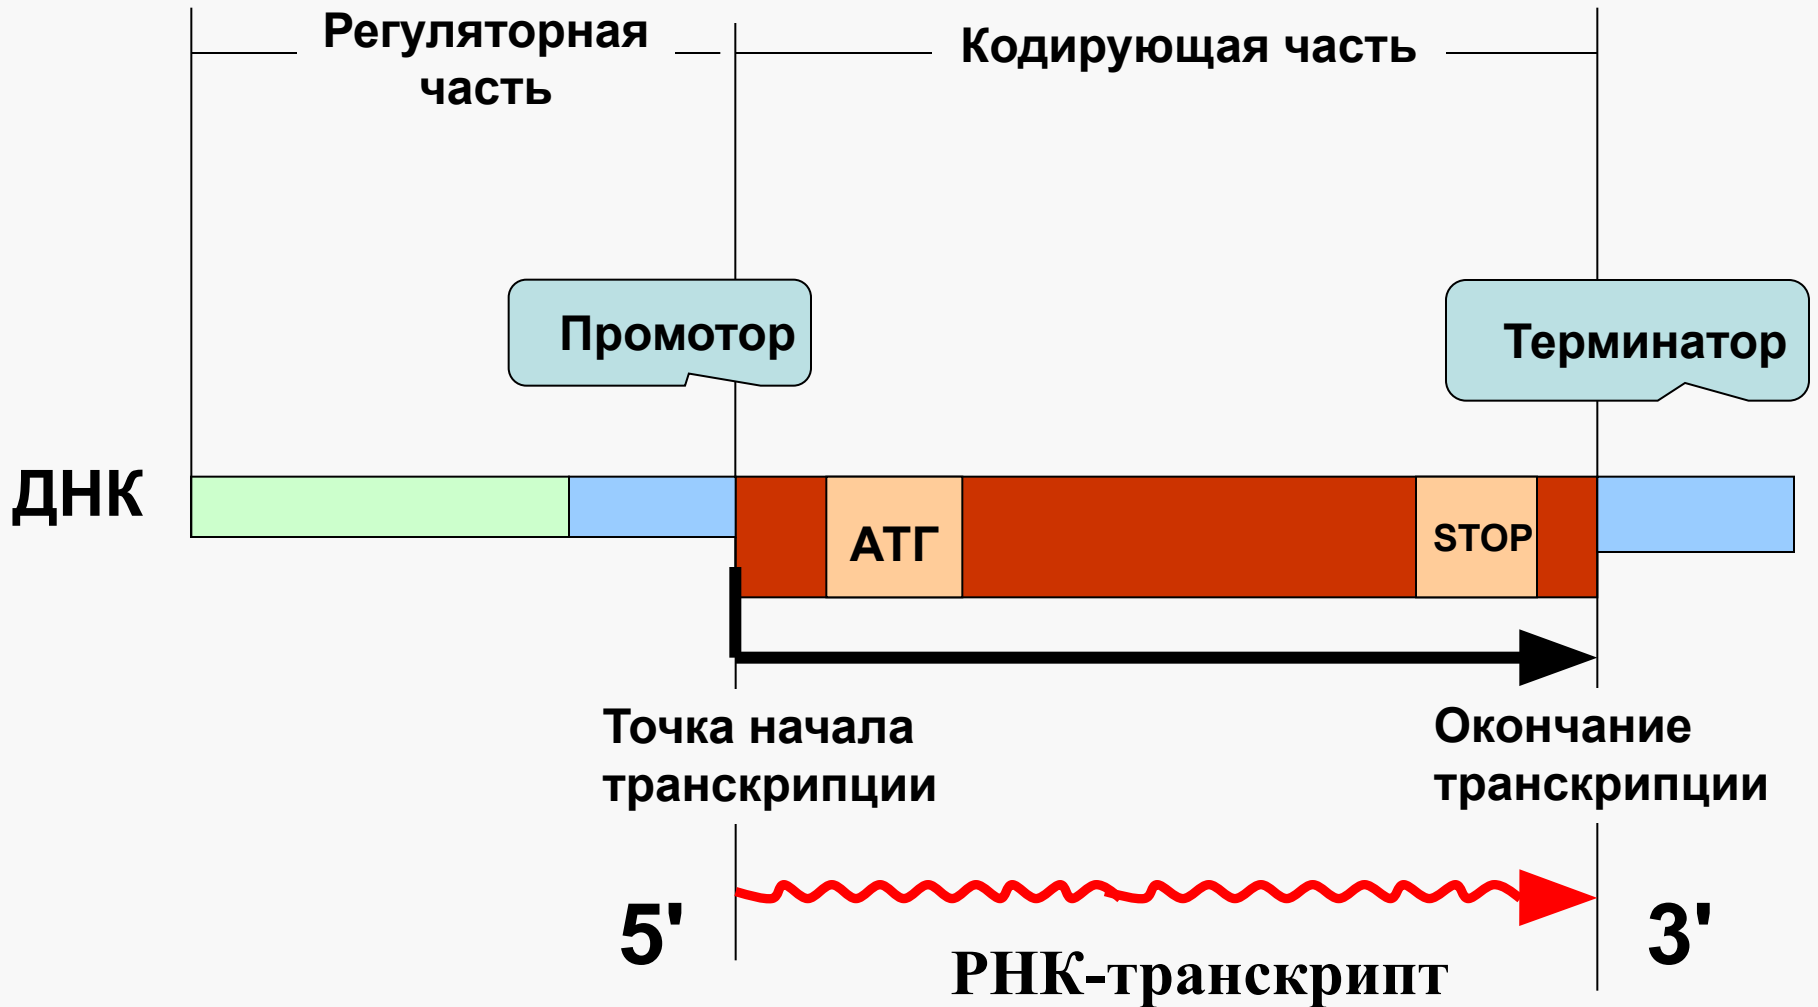 Регуляторная
часть
Кодирующая часть
Промотор
Терминатор
ДНК
АТГ
STOP
Точка начала
транскрипции
Окончание
транскрипции
5'
3'
РНК-транскрипт